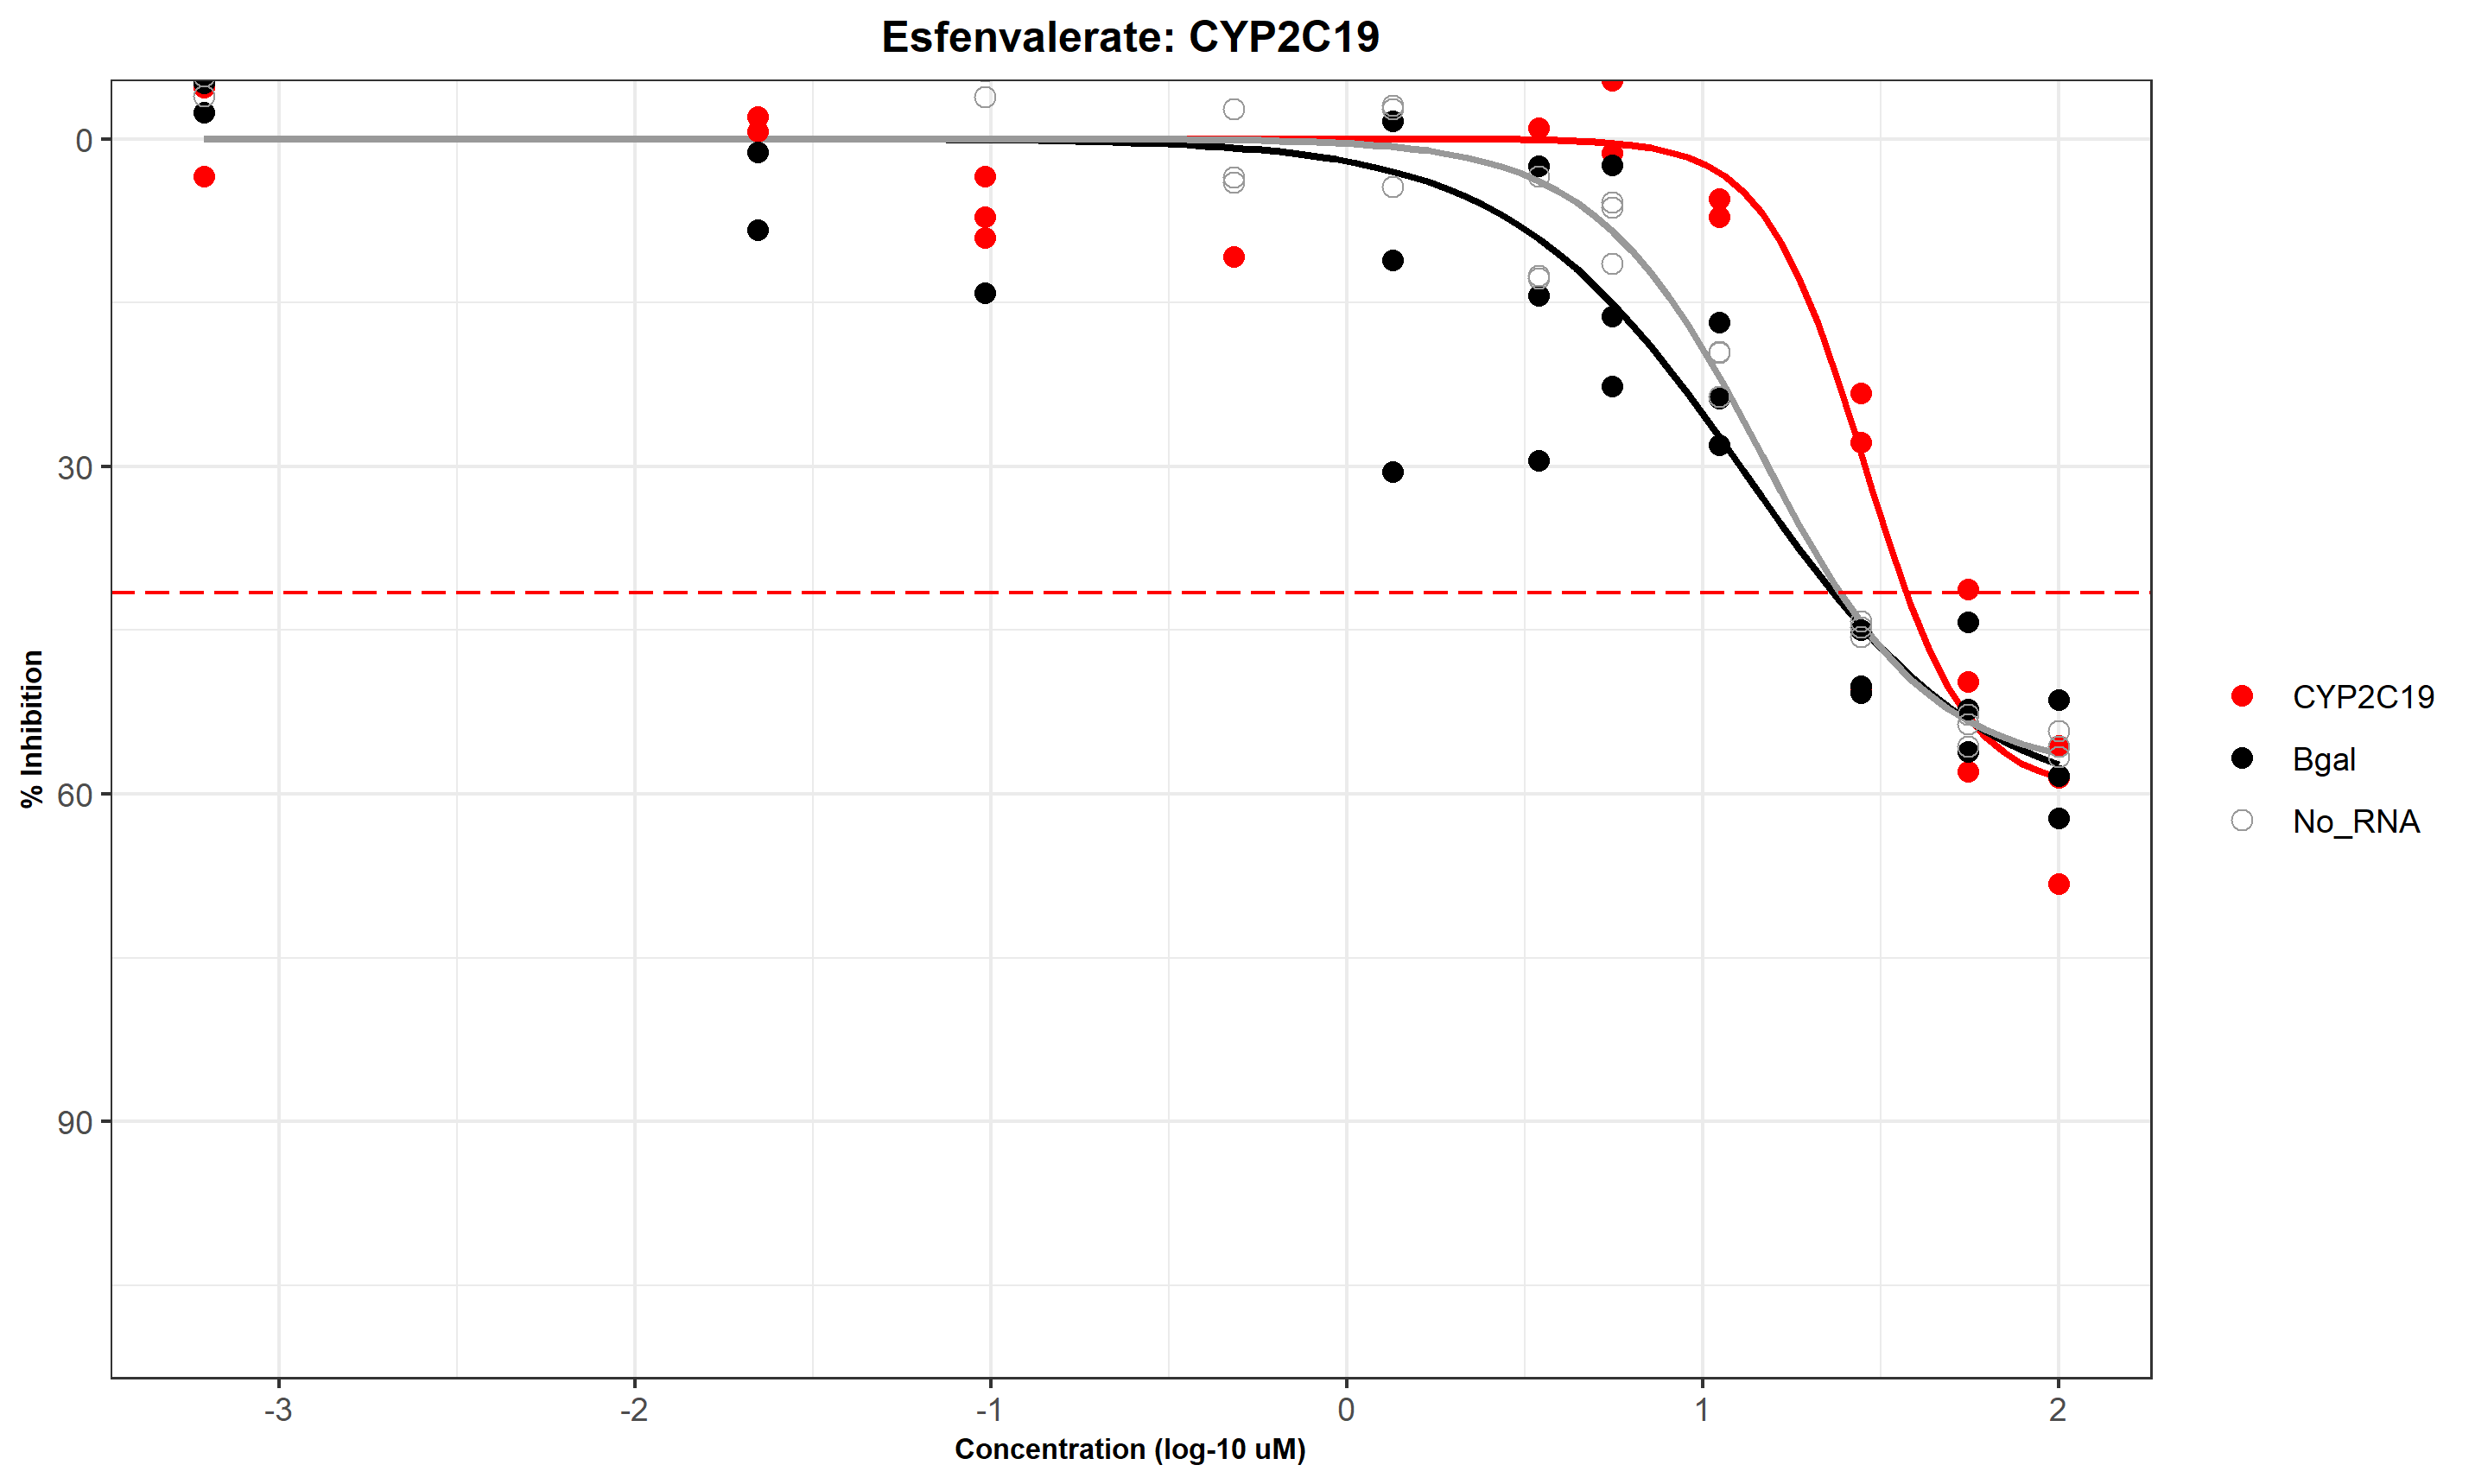 Esfenvalerate: CYP2C19
0
30
60
90
% Inhibition
-3
-2
-1
0
1
2
Concentration (log-10 uM)
CYP2C19
Bgal
No_RNA